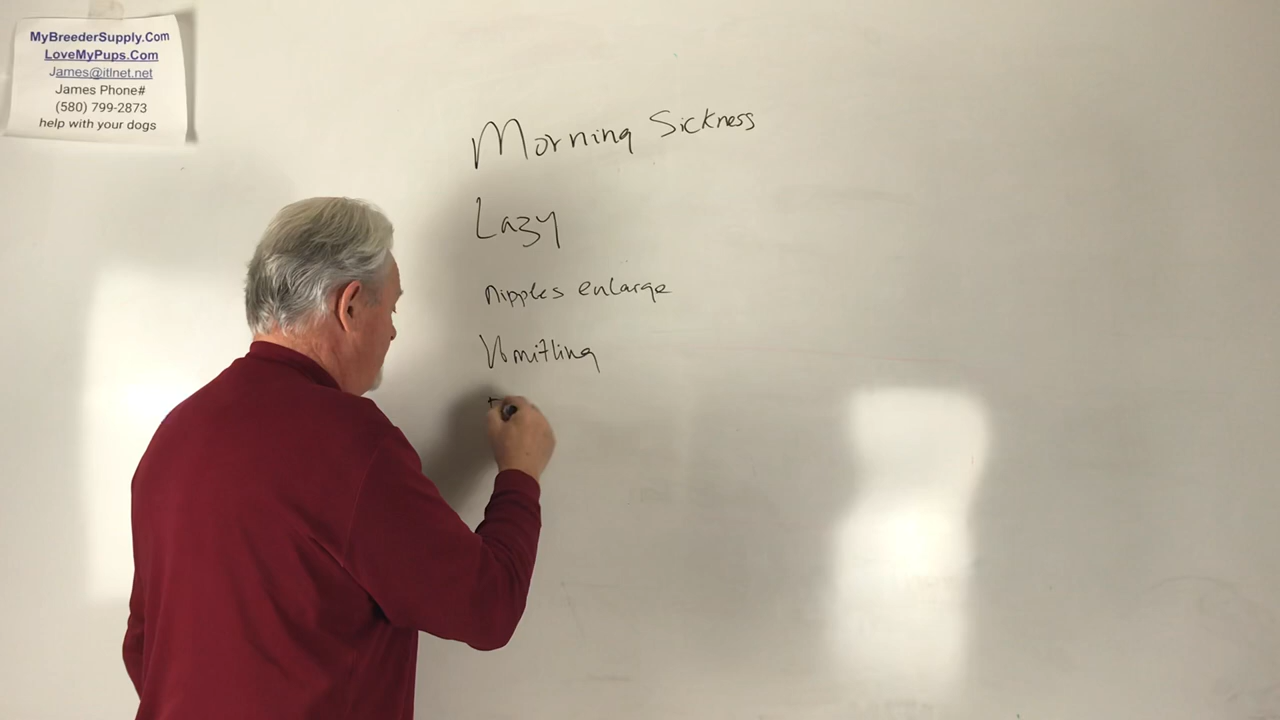 MyBreederSupply.Com
LoveMyPups.Com
James@itlnet.net
James Phone#
(580) 799-2873
help with your dogs
Morning Sickness
Lazy
nipples enlarge
Vomitling